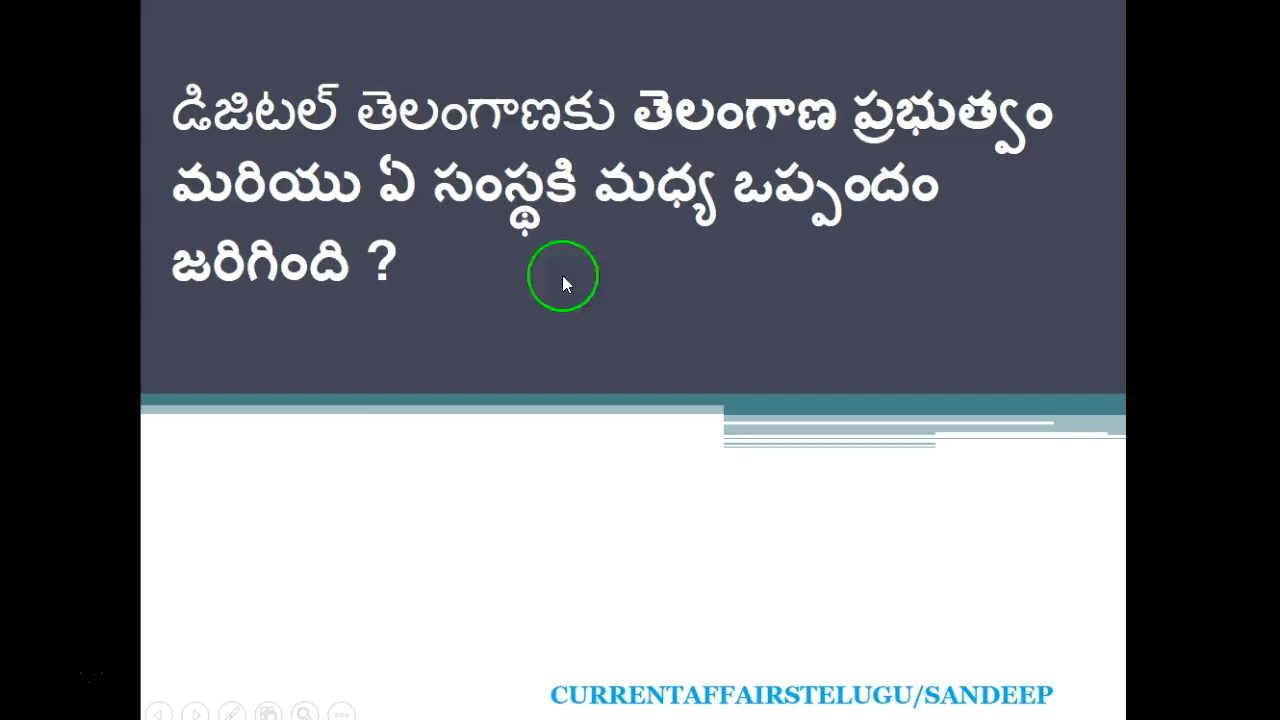 డిజిటల్ తెలంగాణకు తెలంగాణ ప్రభుత్వం
మరియు ఏ సంస్థకి మధ్య ఒప్పందం
జరిగింది ?
CURRENTAFFAIRSTELUGU/SANDEEP